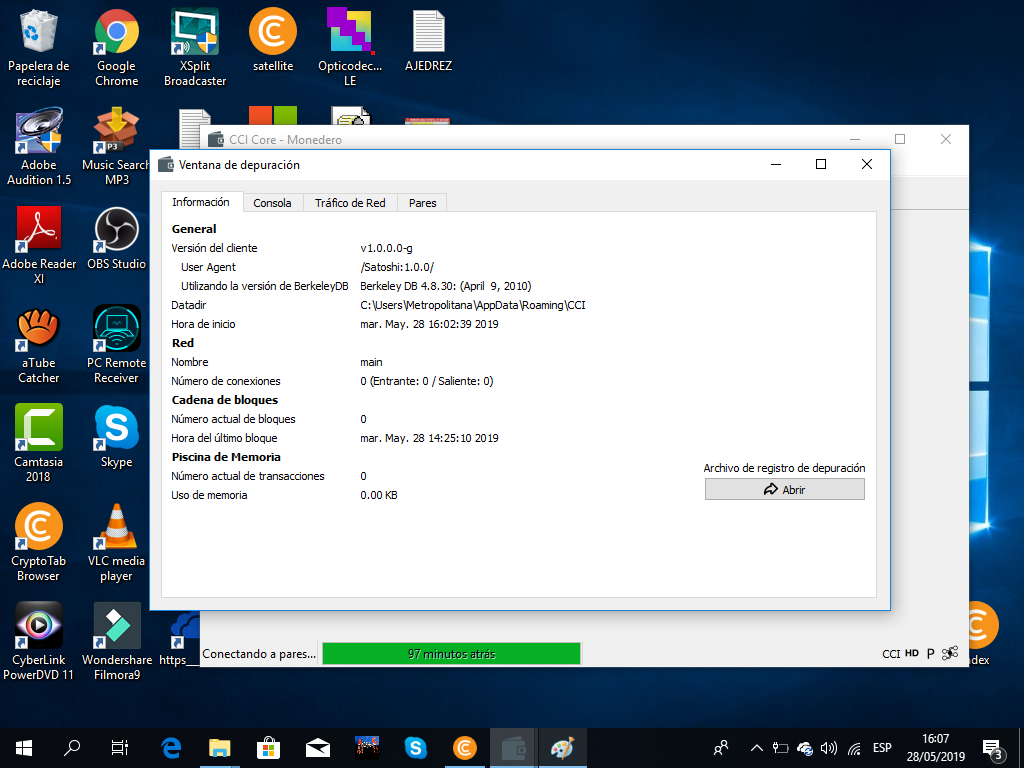 Papelera de reciclaje
Google Chrome
XSplit Broadcaster
satellite
Opticodec... LE
AJEDREZ
Adobe Audition 1.5
P3
Music Search MP3
CCI Core - Monedero
Ventana de depuración
Información
Consola
Tráfico de Red
Pares
General
Versión del cliente v1.0.0.0-g
User Agent /Satoshi:1.0.0/
Utilizando la versión de BerkeleyDB Berkeley DB 4.8.30: (April 9, 2010)
Datadir C:\Users\Metropolitana\AppData\Roaming\CCI
Hora de inicio mar. May. 28 16:02:39 2019
Red
Nombre main
Número de conexiones 0 (Entrante: 0 / Saliente: 0)
Cadena de bloques
Número actual de bloques 0
Hora del último bloque mar. May. 28 14:25:10 2019
Piscina de Memoria
Número actual de transacciones 0
Uso de memoria 0.00 KB
Archivo de registro de depuración
Abrir
Adobe Reader XI
OBS Studio
aTube Catcher
PC Remote Receiver
Camtasia 2018
Skype
CryptoTab Browser
VLC media player
CyberLink PowerDVD 11
Wondershare Filmora9
https__
Conectando a pares...
97 minutos atrás
CCI HD P
ndex
ESP
16:07
28/05/2019
3